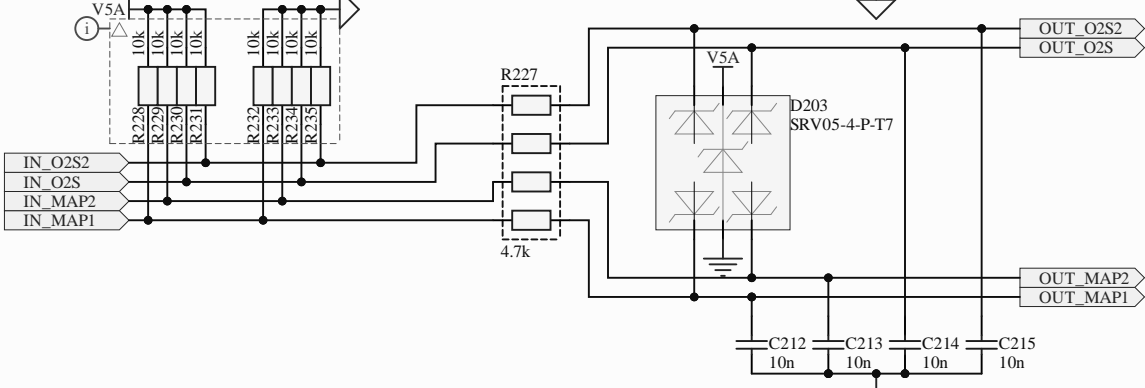 V5A
i
10k
10k
10k
10k
10k
10k
10k
10k
R228
R229
R230
R231
R232
R233
R234
R235
IN_O2S2
IN_O2S
IN_MAP2
IN_MAP1
R227
4.7k
V5A
D203
SRV05-4-P-T7
OUT_O2S2
OUT_O2S
OUT_MAP2
OUT_MAP1
C212
10n
C213
10n
C214
10n
C215
10n